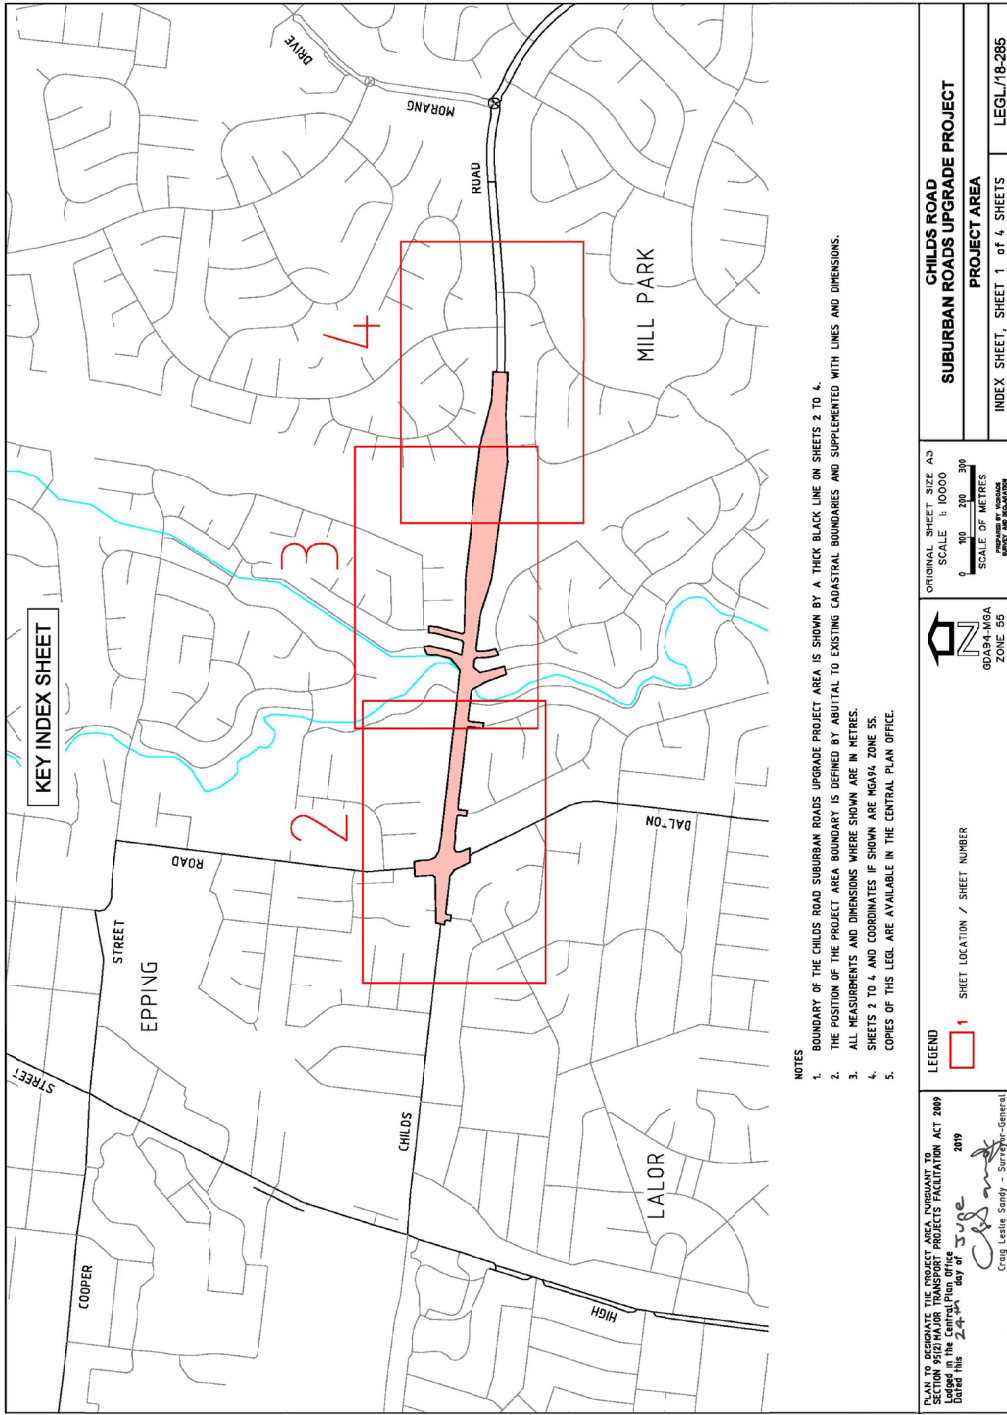 KEY INDEX SHEET
COOPER
STREET
STREET
EPPING
ROAD
2
3
4
DRIVE
MORANG
ROAD
CHILDS
HIGH
LALOR
DALTON
MILL PARK
NOTES
1. BOUNDARY OF THE CHILDS ROAD SUBURBAN ROADS UPGRADE PROJECT AREA IS SHOWN BY A THICK BLACK LINE ON SHEETS 2 TO 4.
2. THE POSITION OF THE PROJECT AREA BOUNDARY IS DEFINED BY ABUTTAL TO EXISTING CADASTRAL BOUNDARIES AND SUPPLEMENTED WITH LINES AND DIMENSIONS.
3. ALL MEASUREMENTS AND DIMENSIONS WHERE SHOWN ARE IN METRES.
4. SHEETS 2 TO 4 AND COORDINATES IF SHOWN ARE MGA94 ZONE 55.
5. COPIES OF THIS LEGL ARE AVAILABLE IN THE CENTRAL PLAN OFFICE.
PLAN TO DESIGNATE THE PROJECT AREA PURSUANT TO
SECTION 95(2) MAJOR TRANSPORT PROJECTS FACILITATION ACT 2009
Lodged in the Central Plan Office
Dated this 24th day of June 2019
Craig Leslie Sandy - Surveyor-General
LEGEND
1 SHEET LOCATION / SHEET NUMBER
N
GDA94-MGA
ZONE 55
ORIGINAL SHEET SIZE A3
SCALE 1: 10000
0 100 200 300
SCALE OF METRES
PREPARED BY VICROADS
SURVEY AND DECLARATION
CHILDS ROAD
SUBURBAN ROADS UPGRADE PROJECT
PROJECT AREA
INDEX SHEET, SHEET 1 of 4 SHEETS
LEGL./18-285